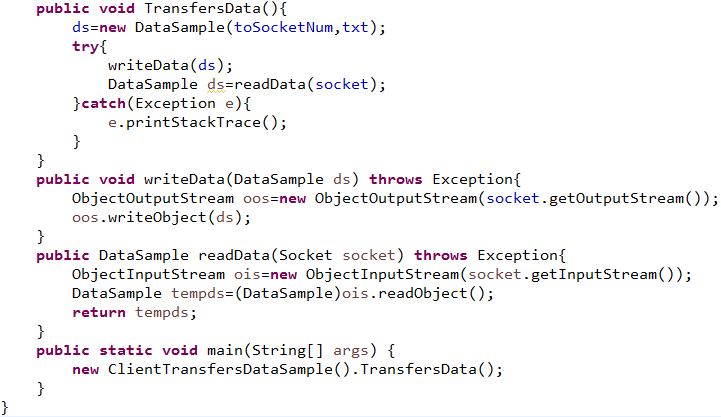 public void TransfersData(){
        ds=new DataSample(toSocketNum,txt);
        try{
            writeData(ds);
            DataSample ds=readData(socket);
        }catch(Exception e){
            e.printStackTrace();
        }
    }
    public void writeData(DataSample ds) throws Exception{
        ObjectOutputStream oos=new ObjectOutputStream(socket.getOutputStream());
        oos.writeObject(ds);
    }
    public DataSample readData(Socket socket) throws Exception{
        ObjectInputStream ois=new ObjectInputStream(socket.getInputStream());
        DataSample tempds=(DataSample)ois.readObject();
        return tempds;
    }
    public static void main(String[] args) {
        new ClientTransfersDataSample().TransfersData();
    }
}